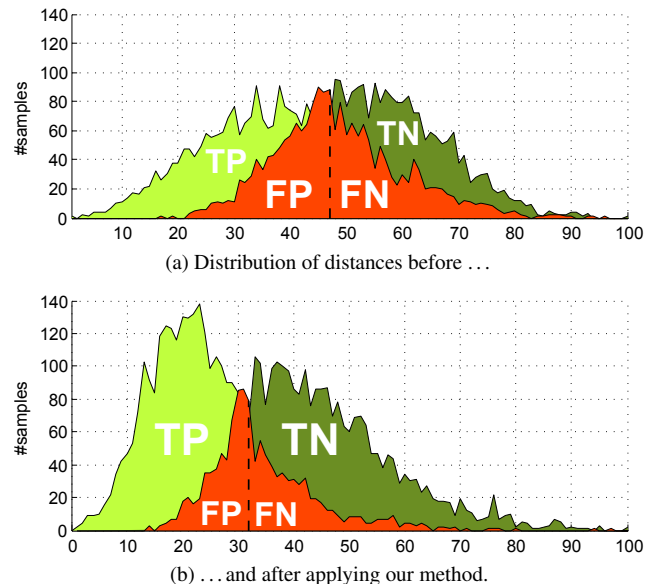 140
120
100
80
60
40
20
0
#samples
TP
FP
FN
TN
10 20 30 40 50 60 70 80 90 100
(a) Distribution of distances before . . .
140
120
100
80
60
40
20
0
#samples
TP
TN
FP
FN
0 10 20 30 40 50 60 70 80 90 100
(b) . . . and after applying our method.